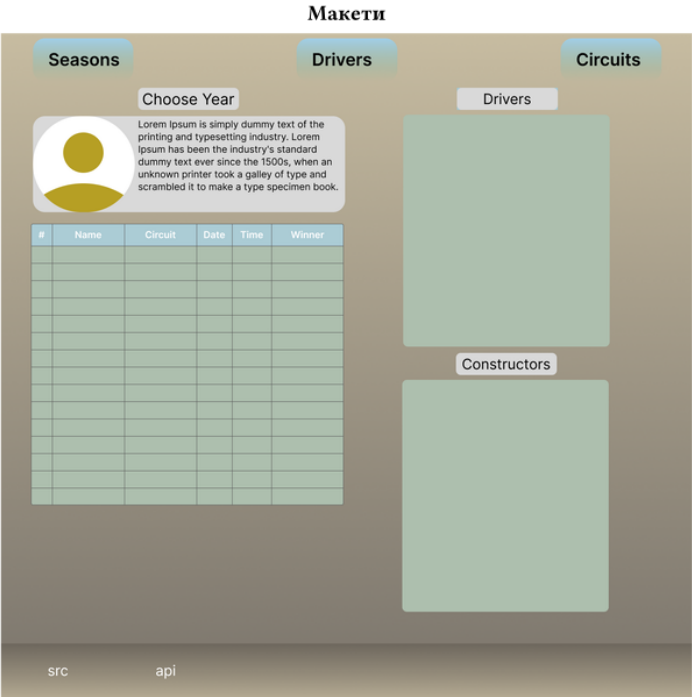 Макети
Seasons
Drivers
Circuits
Choose Year
Lorem Ipsum is simply dummy text of the
printing and typesetting industry. Lorem
Ipsum has been the industry's standard
dummy text ever since the 1500s, when an
unknown printer took a galley of type and
scrambled it to make a type specimen book.
# Name Circuit Date Time Winner
Drivers
Constructors
src
api